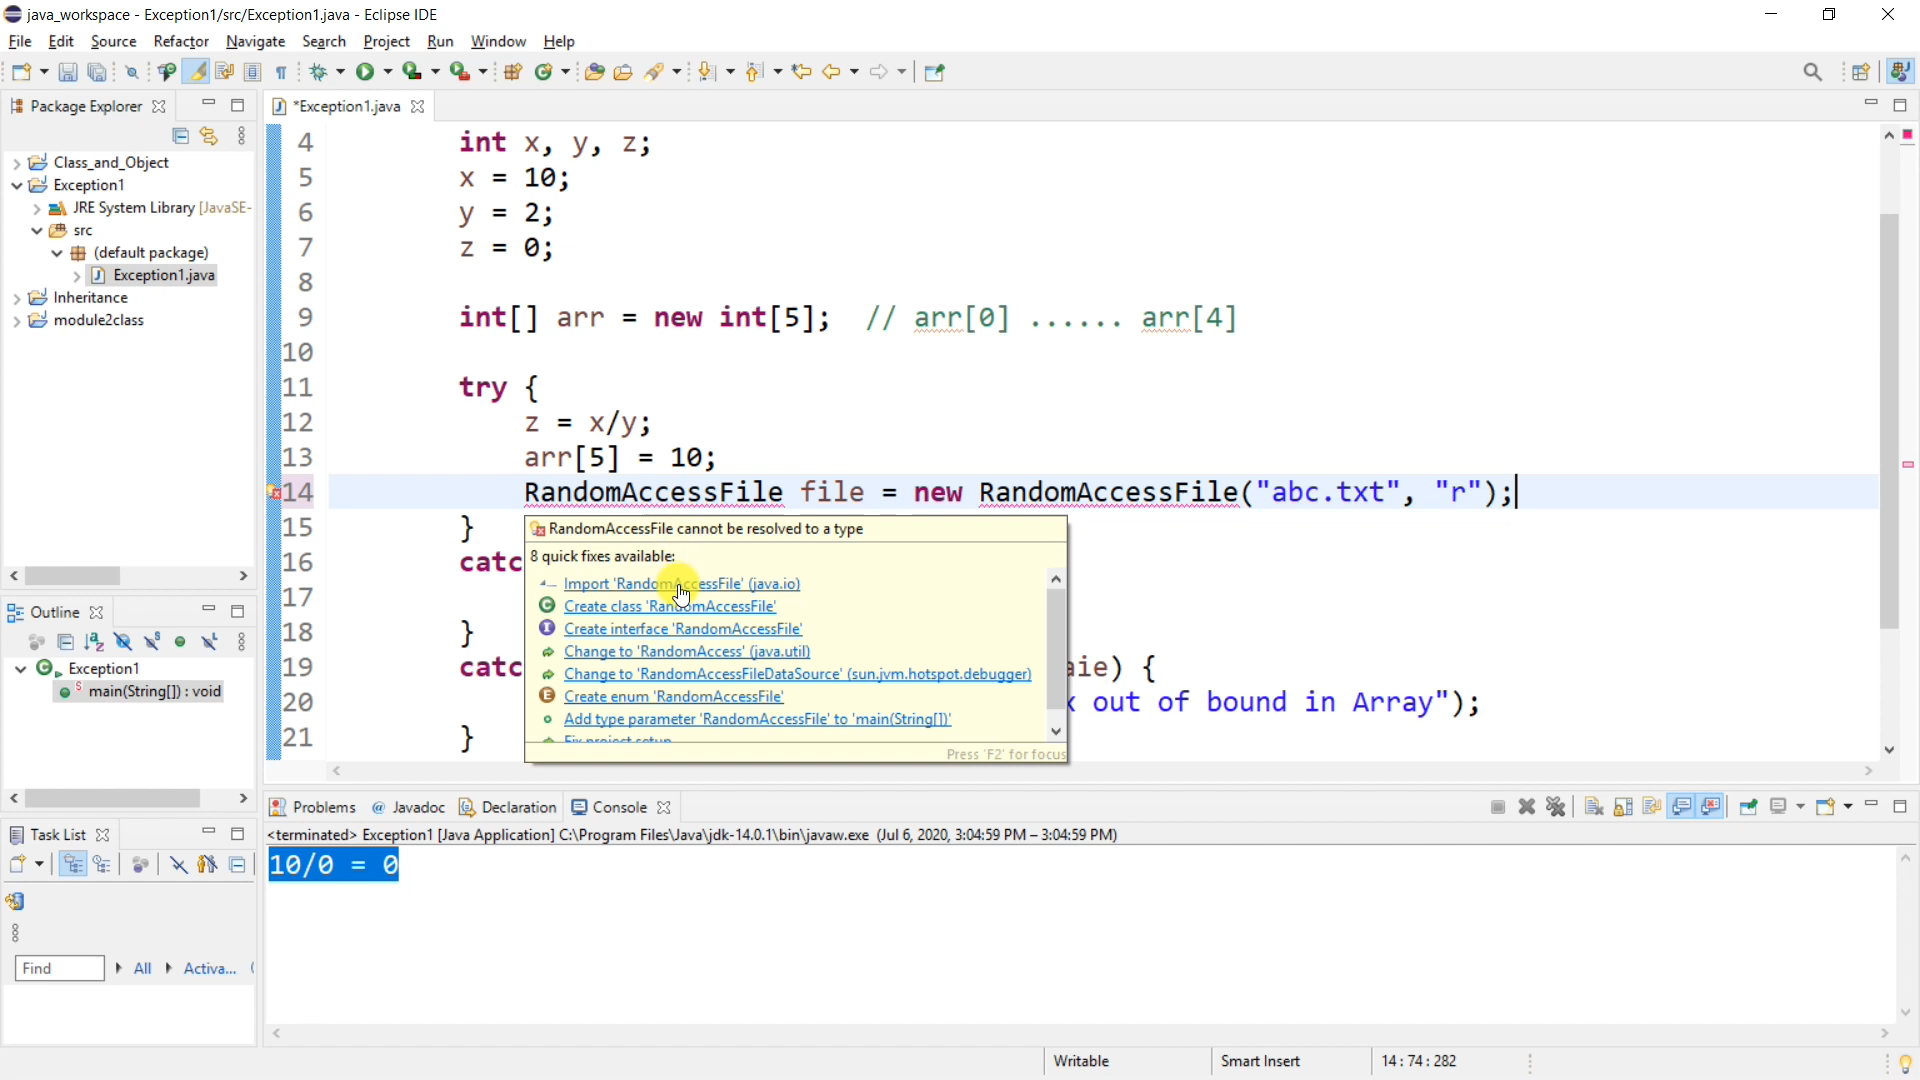 java_workspace - Exception1/src/Exception1.java - Eclipse IDE
File Edit Source Refactor Navigate Search Project Run Window Help
Package Explorer
*Exception1.java
Class_and_Object
Exception1
JRE System Library [JavaSE-
src
(default package)
Exception1.java
Inheritance
module2class
4 int x, y, z;
5 x = 10;
6 y = 2;
7 z = 0;
8
9 int[] arr = new int[5]; // arr[0] ...... arr[4]
10
11 try {
12 z = x/y;
13 arr[5] = 10;
14 RandomAccessFile file = new RandomAccessFile("abc.txt", "r");
15 }
16 catc
17
18 }
19 catc aie) {
20 out of bound in Array");
21 }
RandomAccessFile cannot be resolved to a type
8 quick fixes available:
Import 'RandomAccessFile' (java.io)
Create class 'RandomAccessFile'
Create interface 'RandomAccessFile'
Change to 'RandomAccess' (java.util)
Change to 'RandomAccessFileDataSource' (sun.jvm.hotspot.debugger)
Create enum 'RandomAccessFile'
Add type parameter 'RandomAccessFile' to 'main(String[])'
Fix project setup
Press 'F2' for focus
Outline
Exception1
main(String[]) : void
Task List
Find All Activa...
Problems @ Javadoc Declaration Console
<terminated> Exception1 [Java Application] C:\Program Files\Java\jdk-14.0.1\bin\javaw.exe (Jul 6, 2020, 3:04:59 PM – 3:04:59 PM)
10/0 = 0
Writable Smart Insert 14 : 74 : 282